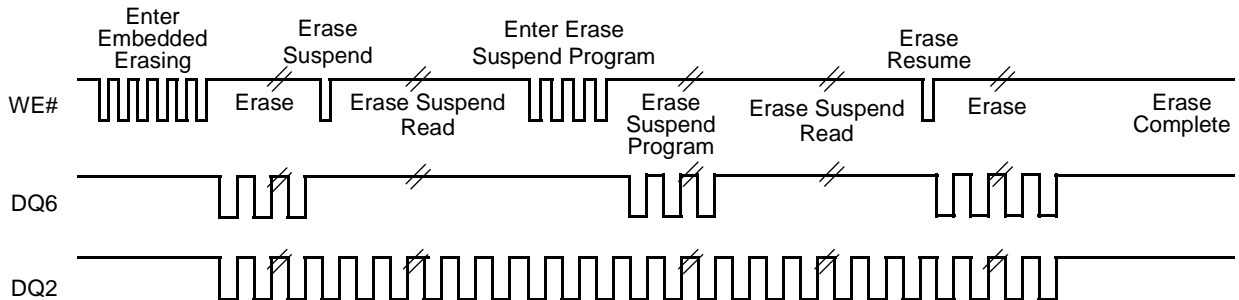 Enter
Embedded
Erasing
Erase
Suspend
Enter Erase
Suspend Program
Erase
Resume
WE#
Erase
Erase Suspend
Read
Erase
Suspend
Program
Erase Suspend
Read
Erase
Erase
Complete
DQ6
DQ2